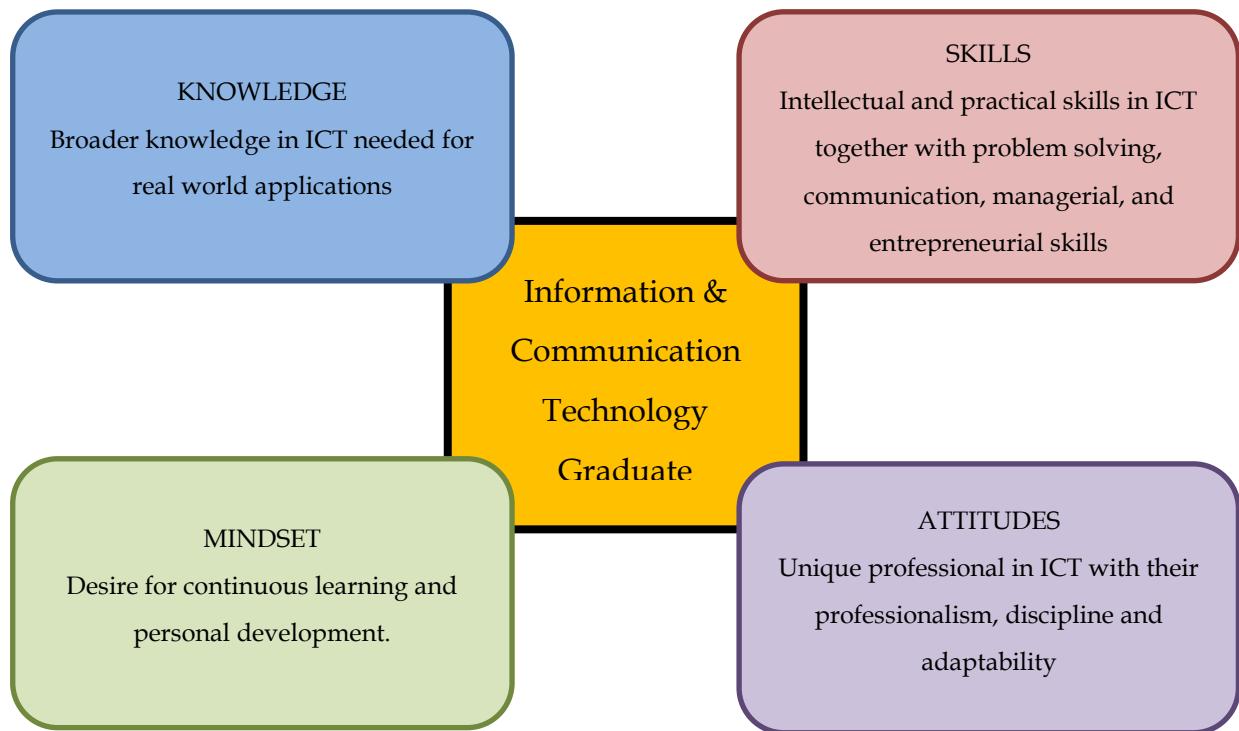 KNOWLEDGE
Broader knowledge in ICT needed for
real world applications
SKILLS
Intellectual and practical skills in ICT
together with problem solving,
communication, managerial, and
entrepreneurial skills
Information &
Communication
Technology
Graduate
MINDSET
Desire for continuous learning and
personal development.
ATTITUDES
Unique professional in ICT with their
professionalism, discipline and
adaptability